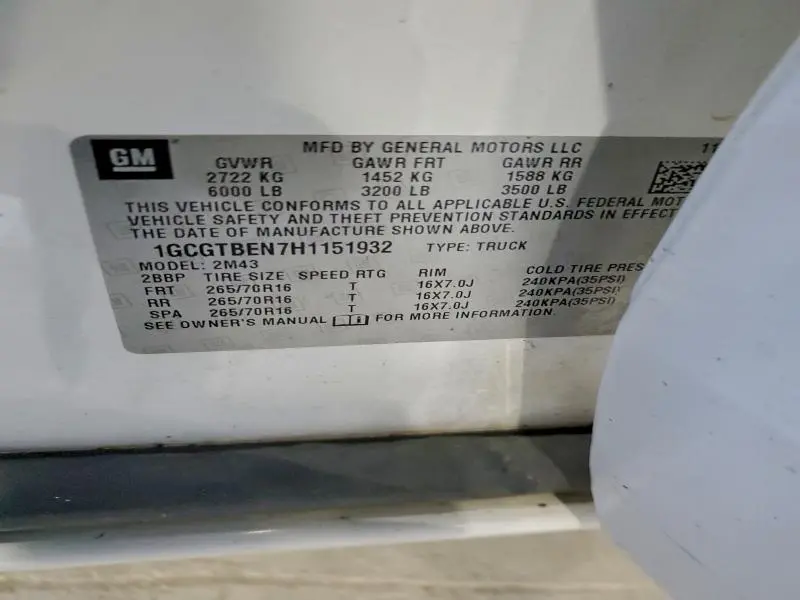 GM
MFD BY GENERAL MOTORS LLC 11
GVWR GAWR FRT GAWR RR
2722 KG 1452 KG 1588 KG
6000 LB 3200 LB 3500 LB
THIS VEHICLE CONFORMS TO ALL APPLICABLE U.S. FEDERAL MOT
VEHICLE SAFETY AND THEFT PREVENTION STANDARDS IN EFFECT
THE DATE OF MANUFACTURE SHOWN ABOVE.
1GCGTBEN7H1151932 TYPE: TRUCK
MODEL: 2M43
2BBP TIRE SIZE SPEED RTG RIM COLD TIRE PRES
FRT 265/70R16 T 16X7.0J 240KPA(35PSI)
RR 265/70R16 T 16X7.0J 240KPA(35PSI)
SPA 265/70R16 T 16X7.0J 240KPA(35PSI)
SEE OWNER'S MANUAL FOR MORE INFORMATION.